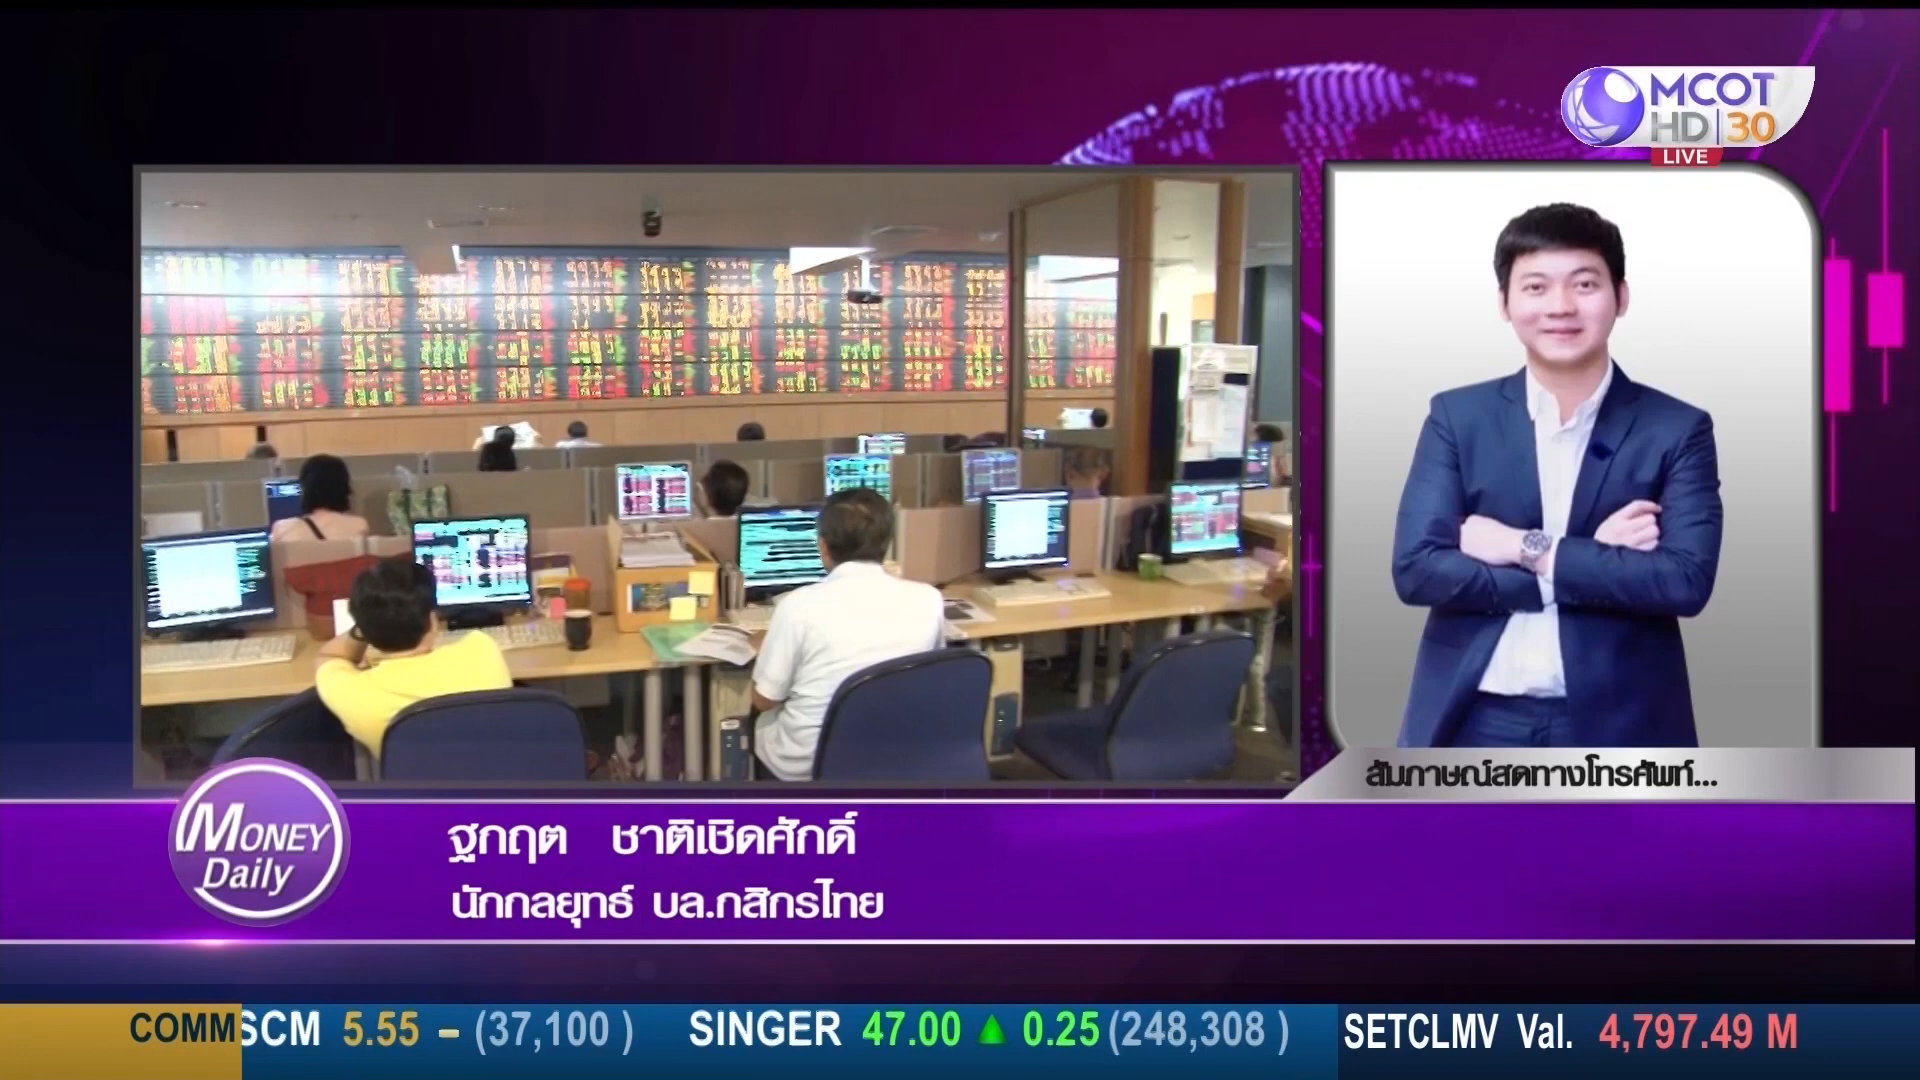 MCOT
HD 30
LIVE
สัมภาษณ์สดทางโทรศัพท์...
MONEY
Daily
ฐกฤต ชาติเชิดศักดิ์
นักกลยุทธ์ บล.กสิกรไทย
COMM SCM 5.55 – (37,100 ) SINGER 47.00 ▲ 0.25 (248,308 ) SETCLMV Val. 4,797.49 M